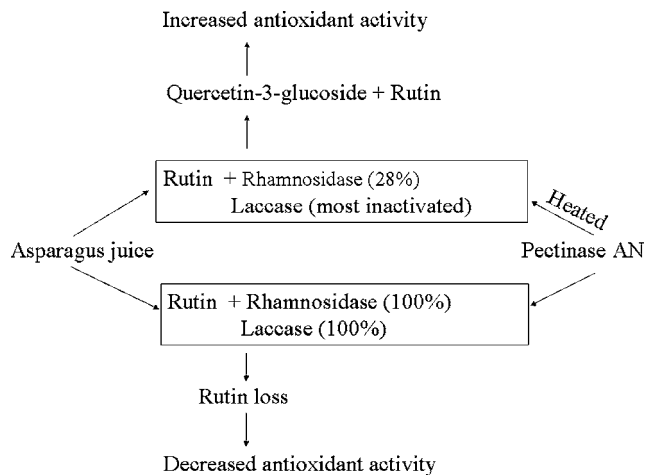 Increased antioxidant activity
Quercetin-3-glucoside + Rutin
Rutin + Rhamnosidase (28%)
Laccase (most inactivated)
Heated
Asparagus juice
Pectinase AN
Rutin + Rhamnosidase (100%)
Laccase (100%)
Rutin loss
Decreased antioxidant activity